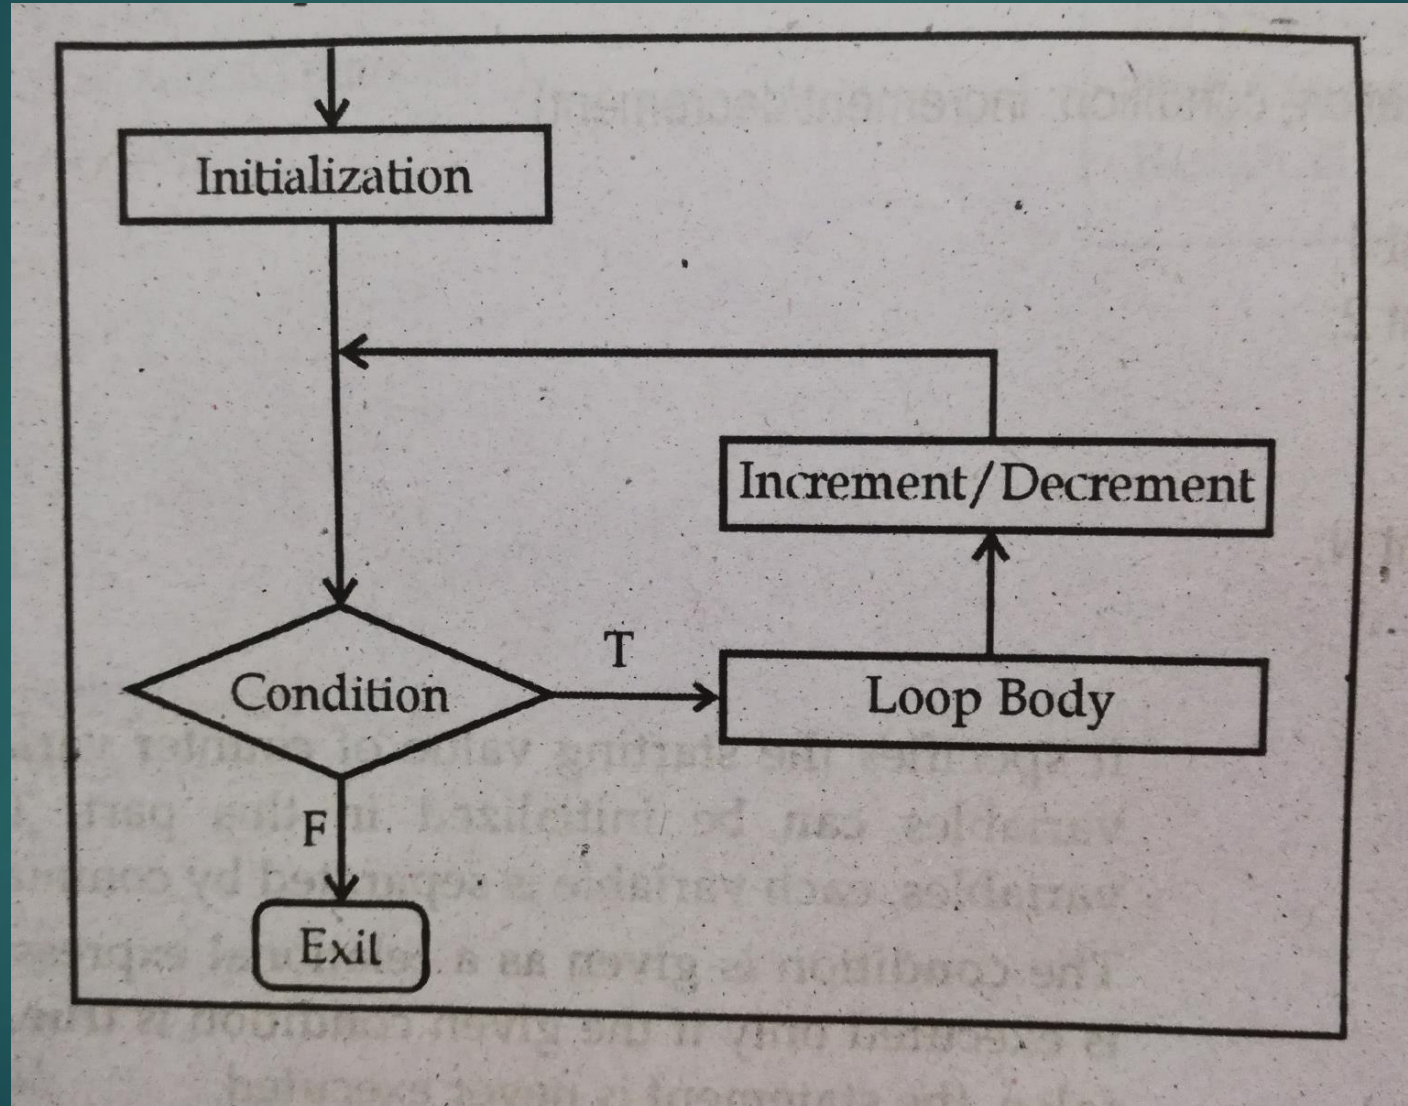 Initialization
Increment/Decrement
T
Condition
Loop Body
F
Exit